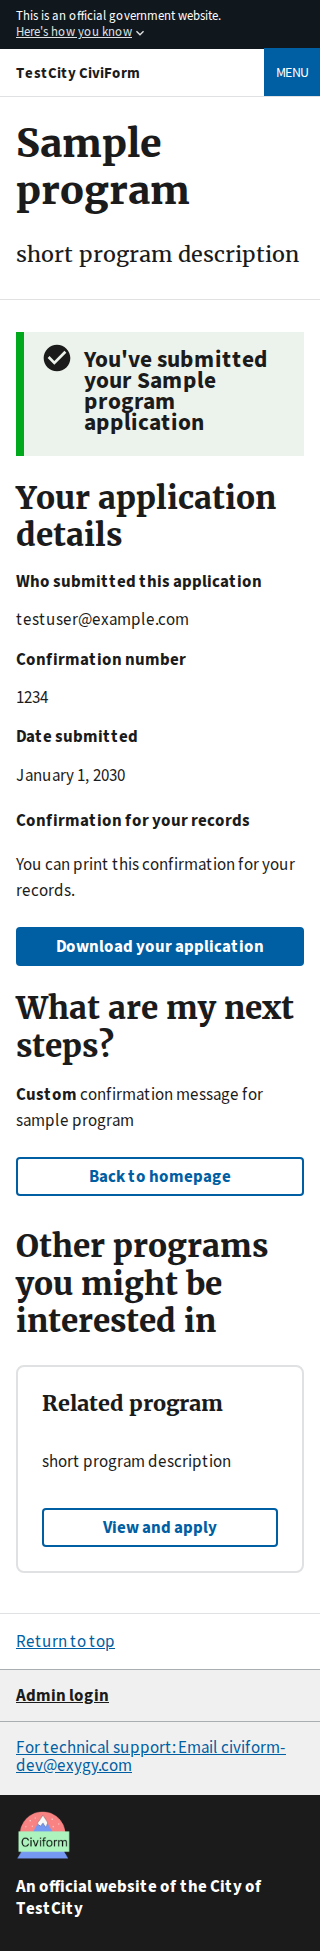 This is an official government website.
Here's how you know
TestCity CiviForm
MENU
Sample
program
short program description
You've submitted
your Sample
program
application
Your application
details
Who submitted this application
testuser@example.com
Confirmation number
1234
Date submitted
January 1, 2030
Confirmation for your records
You can print this confirmation for your
records.
Download your application
What are my next
steps?
Custom confirmation message for
sample program
Back to homepage
Other programs
you might be
interested in
Related program
short program description
View and apply
Return to top
Admin login
For technical support: Email civiform-
dev@exygy.com
Civiform
An official website of the City of
TestCity